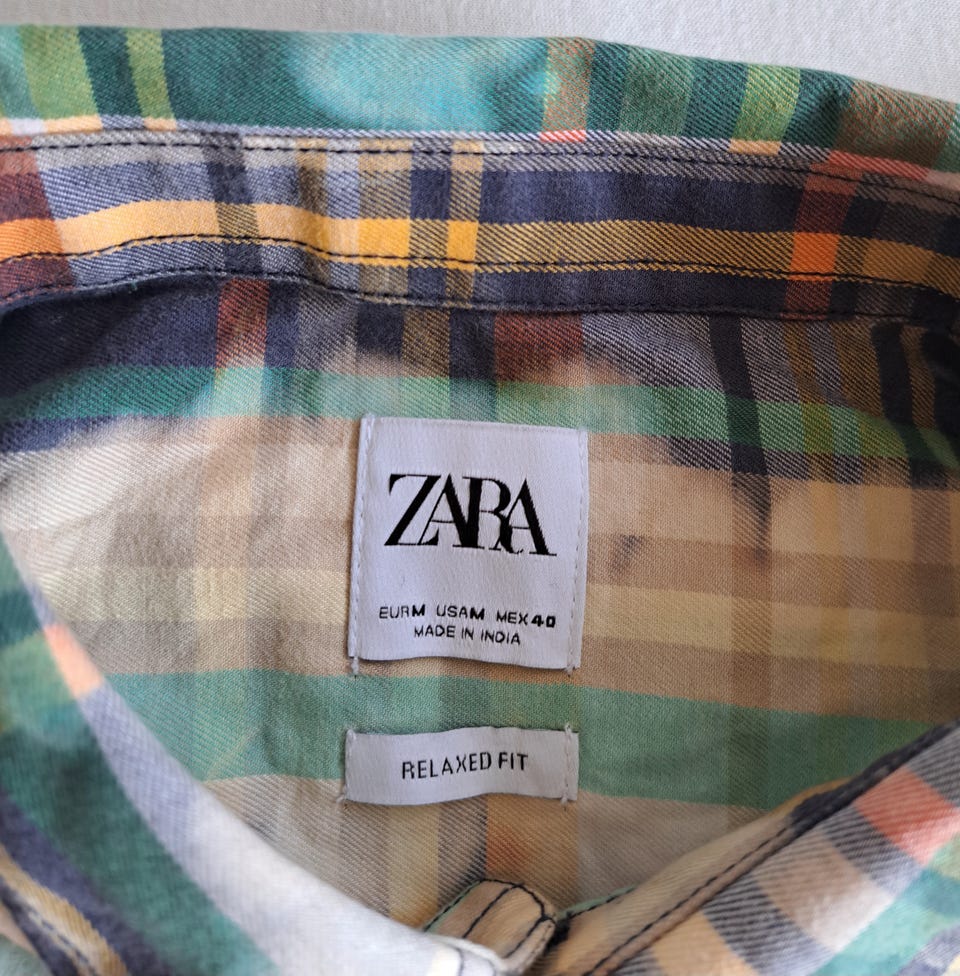 ZARA
EUR M USA M MEX 40
MADE IN INDIA
RELAXED FIT